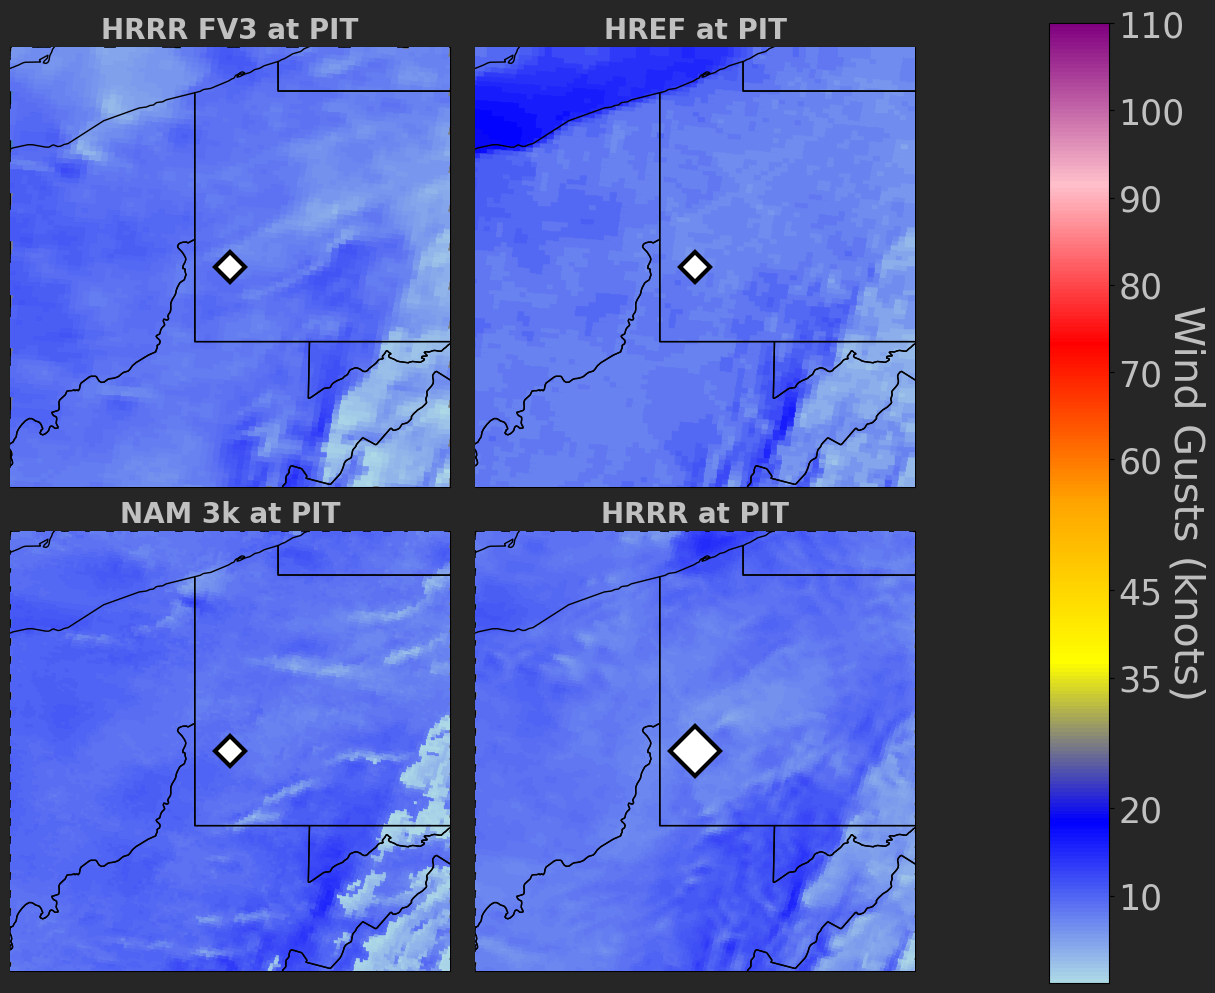 HRRR FV3 at PIT
HREF at PIT
NAM 3k at PIT
HRRR at PIT
110
100
90
80
70
60
45
35
20
10
Wind Gusts (knots)